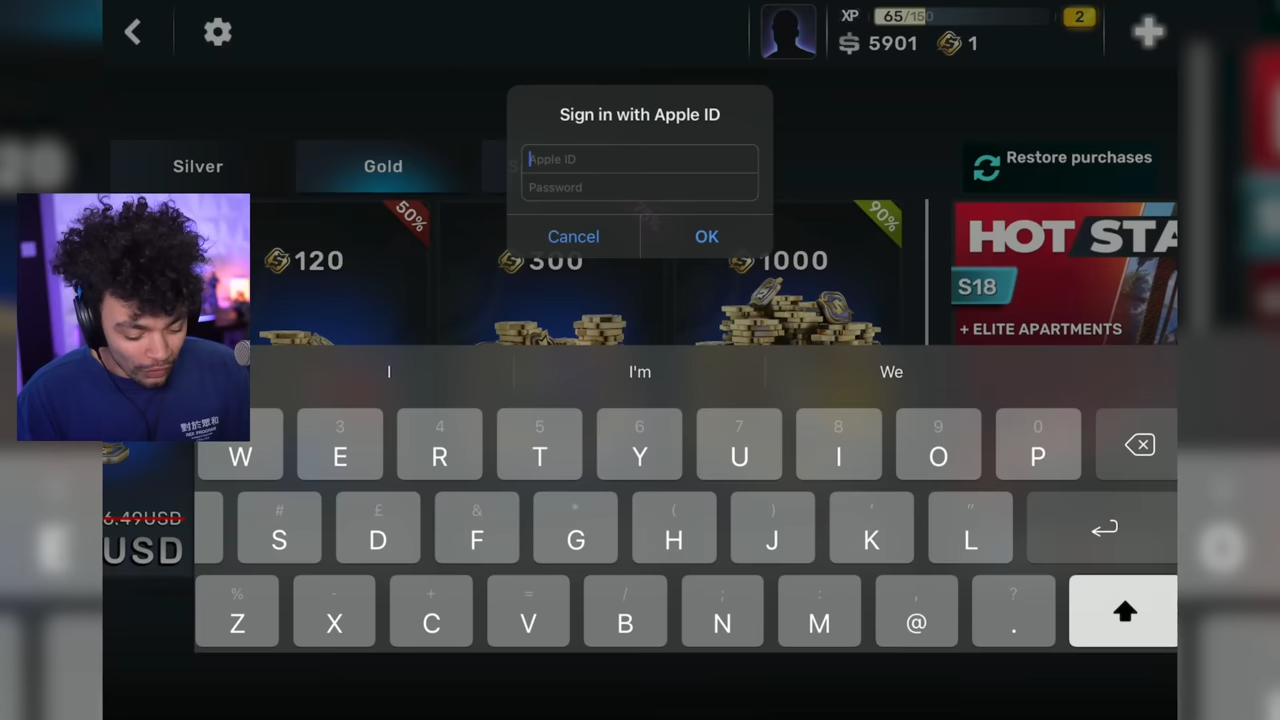 XP 65/150 2
5901 1
Sign in with Apple ID
Apple ID
Password
Cancel OK
Silver Gold
Restore purchases
50% 90%
120 300 1000
HOT STA
S18
+ ELITE APARTMENTS
I I'm We
3 4 5 6 7 8 9 0
W E R T Y U I O P
# £ & * ( ) ' "
S D F G H J K L
% - + = / ; : , ?
Z X C V B N M @ .
6.49USD
USD